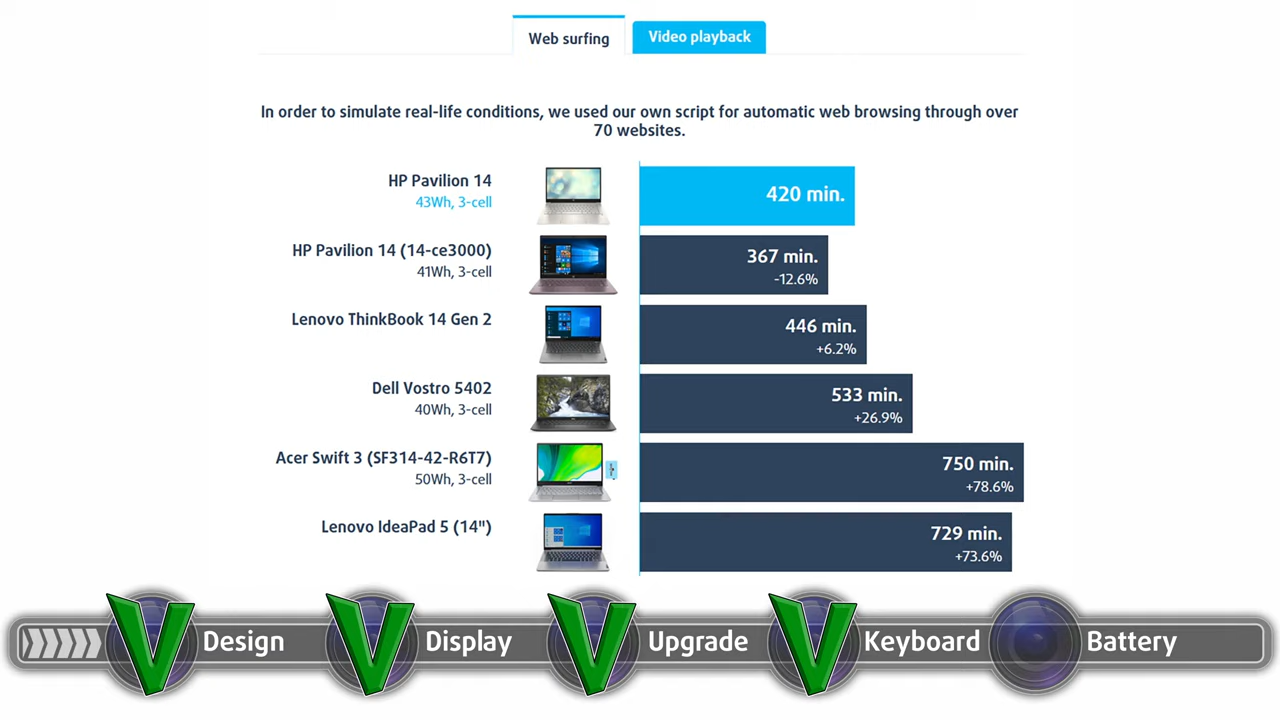 Web surfing
Video playback
In order to simulate real-life conditions, we used our own script for automatic web browsing through over
70 websites.
HP Pavilion 14
43Wh, 3-cell
420 min.
HP Pavilion 14 (14-ce3000)
41Wh, 3-cell
367 min.
-12.6%
Lenovo ThinkBook 14 Gen 2
446 min.
+6.2%
Dell Vostro 5402
40Wh, 3-cell
533 min.
+26.9%
Acer Swift 3 (SF314-42-R6T7)
50Wh, 3-cell
750 min.
+78.6%
Lenovo IdeaPad 5 (14")
729 min.
+73.6%
Design
Display
Upgrade
Keyboard
Battery